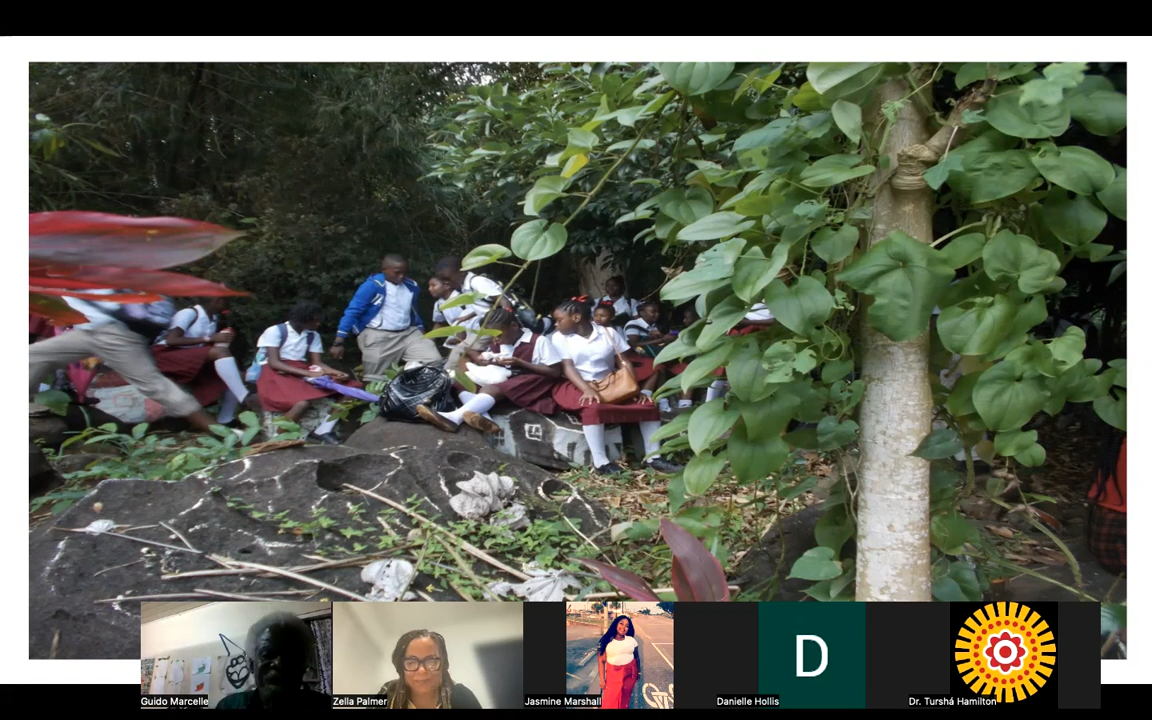 Guido Marcelle
Zella Palmer
Jasmine Marshall
Danielle Hollis
D
Dr. Turshá Hamilton